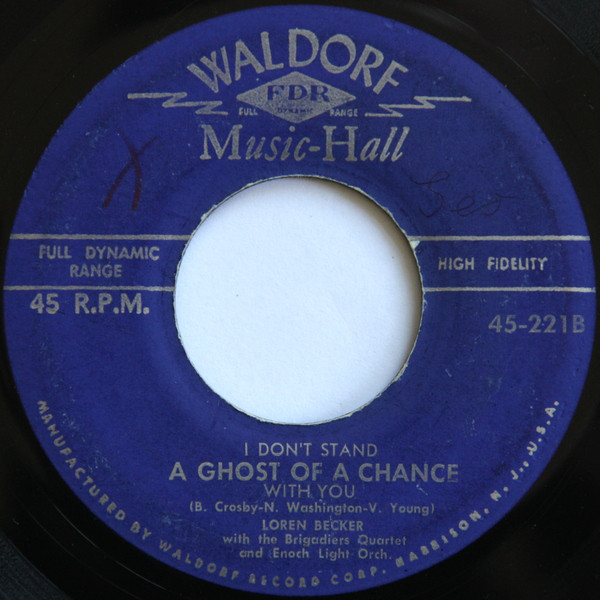 WALDORF
FDR
FULL DYNAMIC RANGE
Music-Hall
X
Geo
FULL DYNAMIC
RANGE
HIGH FIDELITY
45 R.P.M.
45-221B
I DON'T STAND
A GHOST OF A CHANCE
WITH YOU
(B. Crosby-N. Washington-V. Young)
LOREN BECKER
with the Brigadiers Quartet
and Enoch Light Orch.
MANUFACTURED BY WALDORF RECORD CORP. HARRISON, N. J., U.S.A.